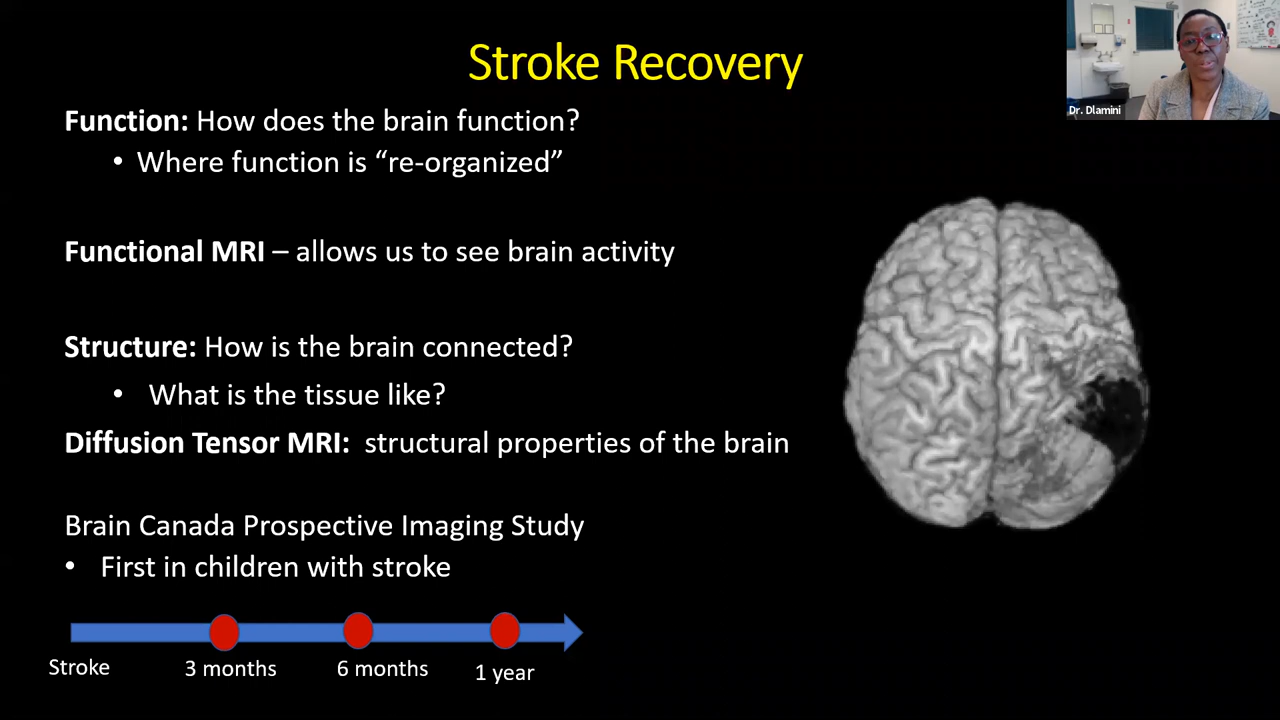 Stroke Recovery
Dr. Dlamini
Function: How does the brain function?
• Where function is “re-organized”
Functional MRI – allows us to see brain activity
Structure: How is the brain connected?
• What is the tissue like?
Diffusion Tensor MRI: structural properties of the brain
Brain Canada Prospective Imaging Study
• First in children with stroke
Stroke 3 months 6 months 1 year